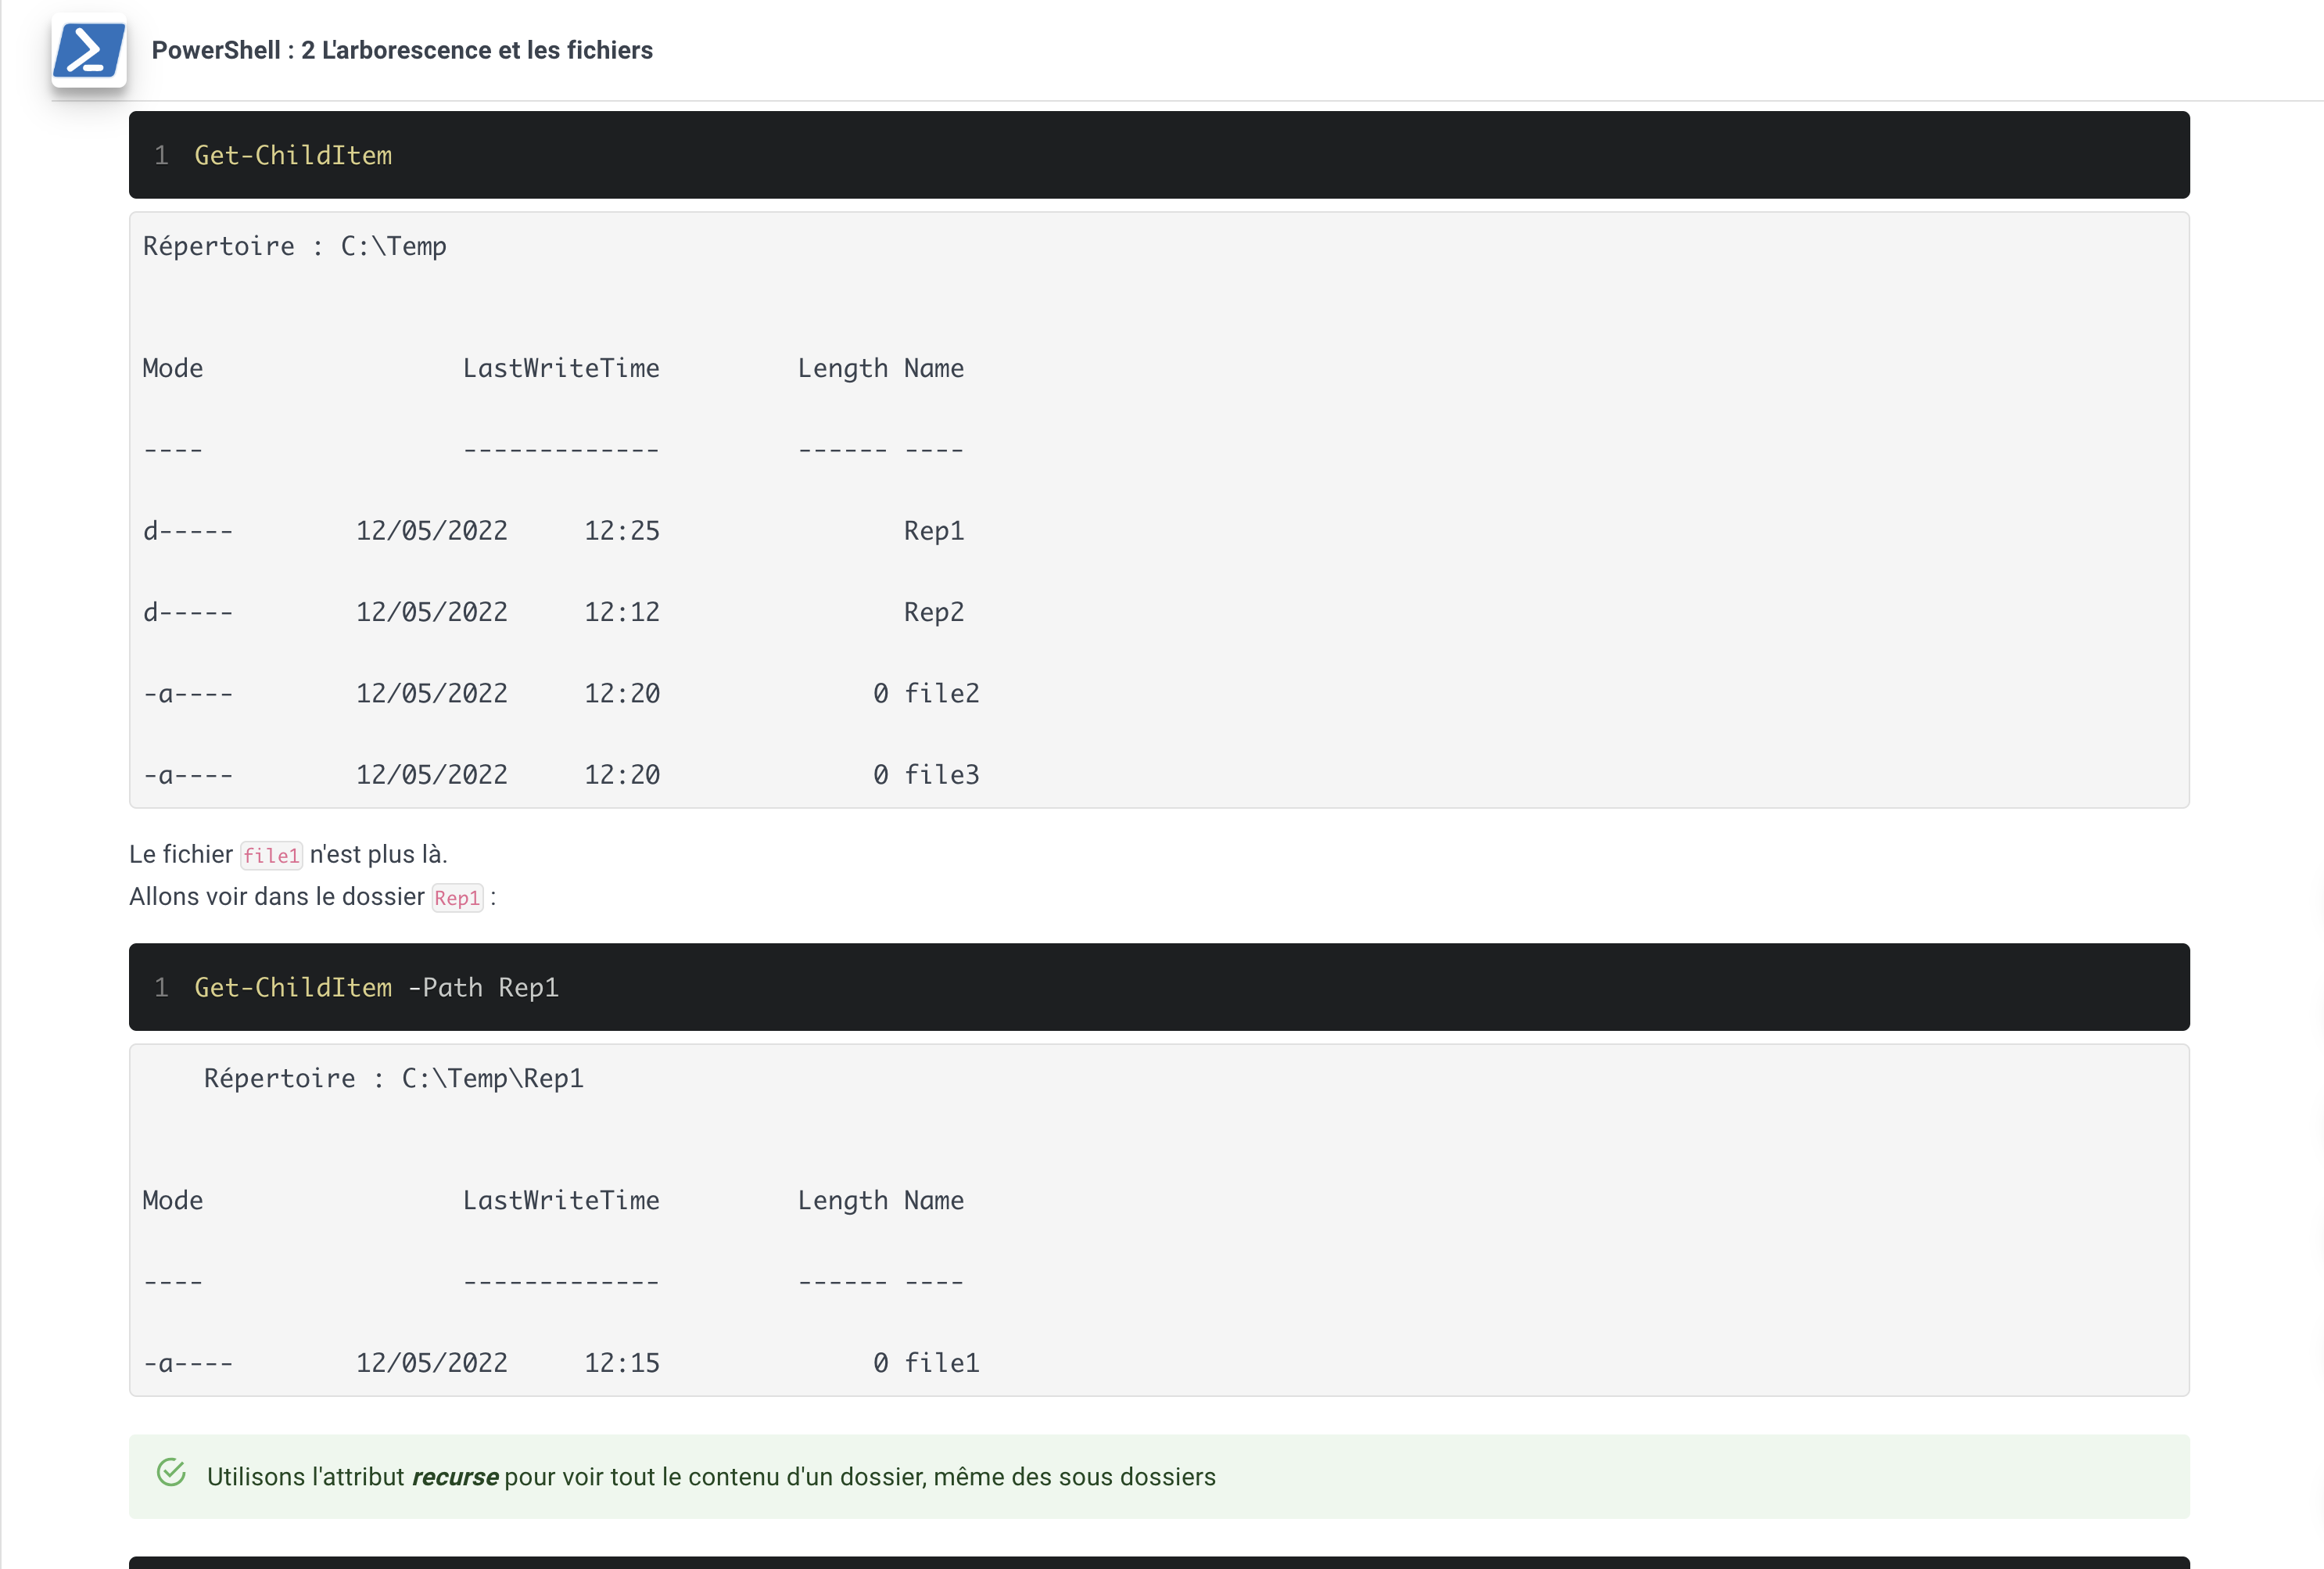 PowerShell : 2 L'arborescence et les fichiers
1 Get-ChildItem
Répertoire : C:\Temp
Mode                 LastWriteTime         Length Name
----                 -------------         ------ ----
d-----        12/05/2022     12:25                Rep1
d-----        12/05/2022     12:12                Rep2
-a----        12/05/2022     12:20              0 file2
-a----        12/05/2022     12:20              0 file3
Le fichier file1 n'est plus là.
Allons voir dans le dossier Rep1 :
1 Get-ChildItem -Path Rep1
    Répertoire : C:\Temp\Rep1
Mode                 LastWriteTime         Length Name
----                 -------------         ------ ----
-a----        12/05/2022     12:15              0 file1
Utilisons l'attribut recurse pour voir tout le contenu d'un dossier, même des sous dossiers